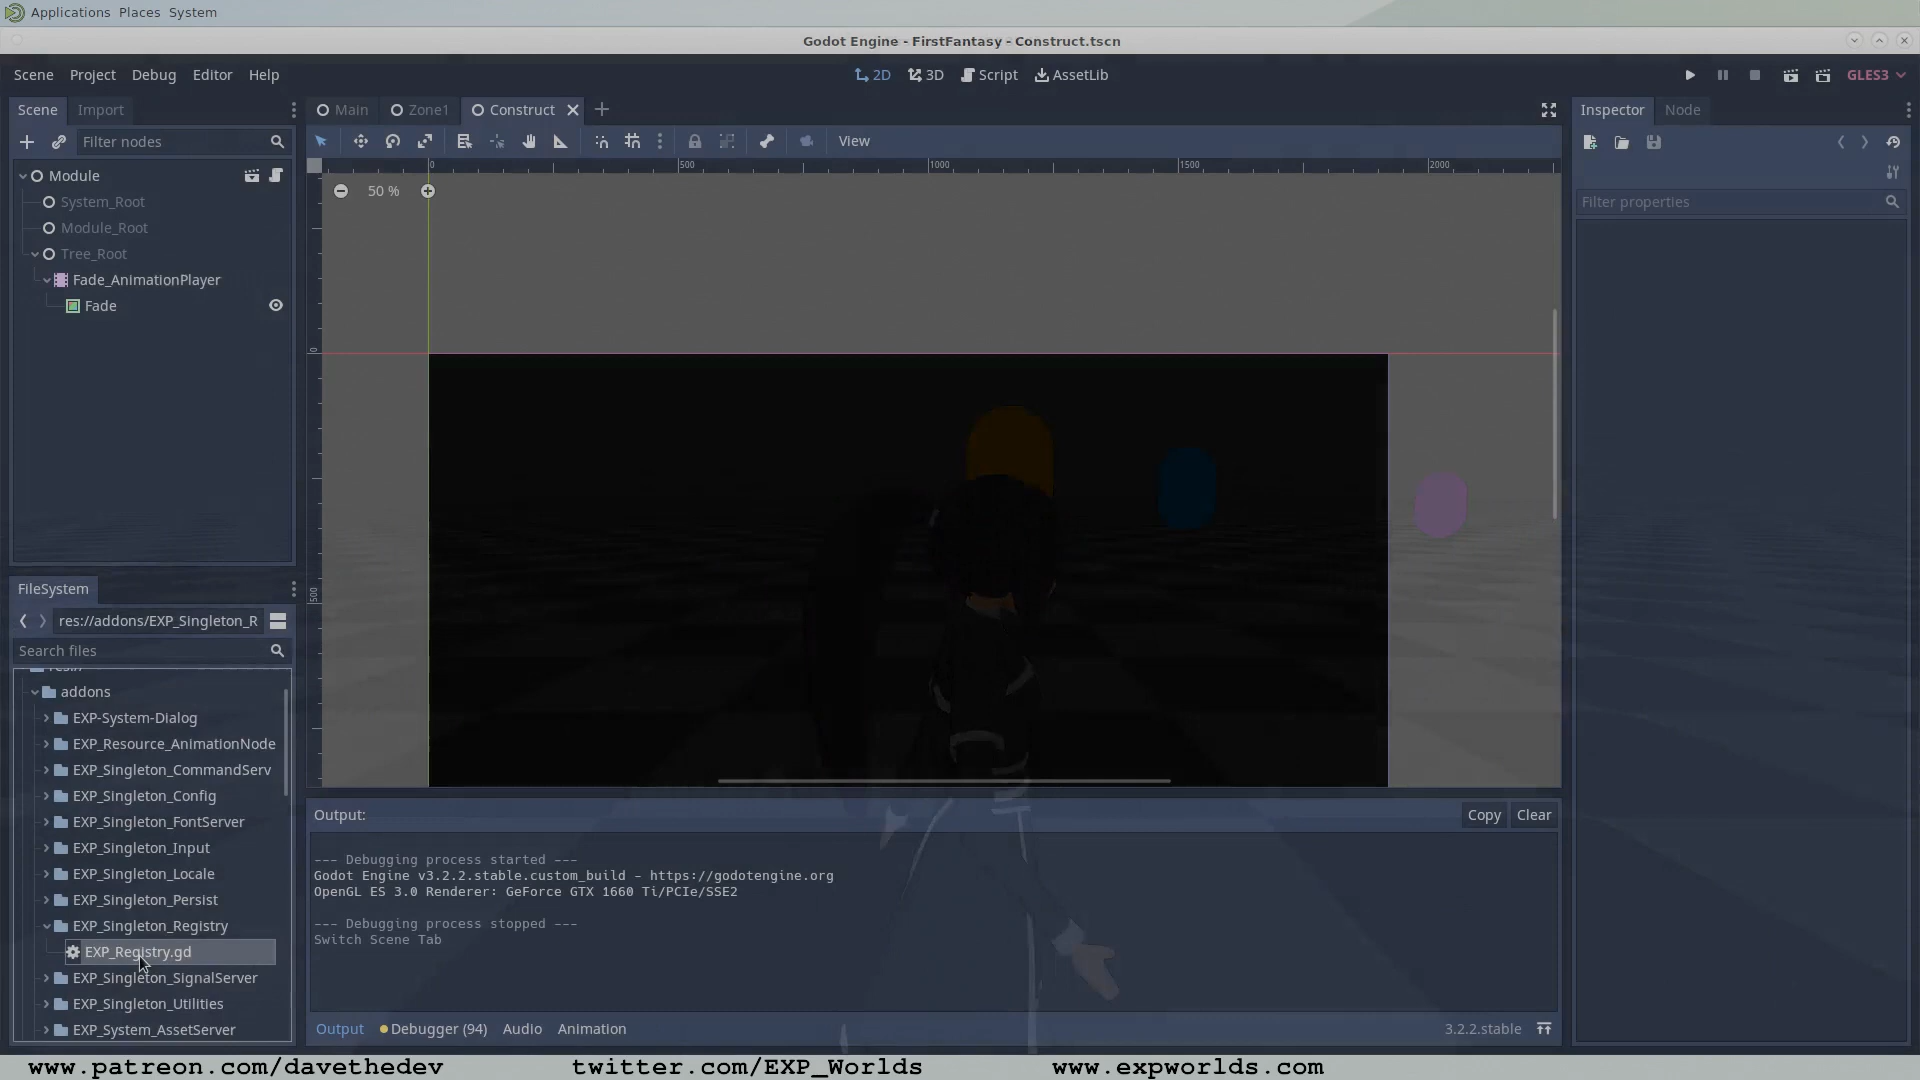 Applications Places System
Godot Engine - FirstFantasy - Construct.tscn
Scene Project Debug Editor Help
2D 3D Script AssetLib
GLES3
Scene Import
Main Zone1 Construct
Inspector Node
Filter nodes
View
Filter properties
0 500 1000 1500 2000
50 %
Module
System_Root
Module_Root
Tree_Root
Fade_AnimationPlayer
Fade
0
500
FileSystem
res://addons/EXP_Singleton_R
Search files
addons
EXP-System-Dialog
EXP_Resource_AnimationNode
EXP_Singleton_CommandServ
EXP_Singleton_Config
EXP_Singleton_FontServer
EXP_Singleton_Input
EXP_Singleton_Locale
EXP_Singleton_Persist
EXP_Singleton_Registry
EXP_Registry.gd
EXP_Singleton_SignalServer
EXP_Singleton_Utilities
EXP_System_AssetServer
Output:
Copy Clear
--- Debugging process started ---
Godot Engine v3.2.2.stable.custom_build - https://godotengine.org
OpenGL ES 3.0 Renderer: GeForce GTX 1660 Ti/PCIe/SSE2
--- Debugging process stopped ---
Switch Scene Tab
Output Debugger (94) Audio Animation
3.2.2.stable
www.patreon.com/davethedev twitter.com/EXP_Worlds www.expworlds.com